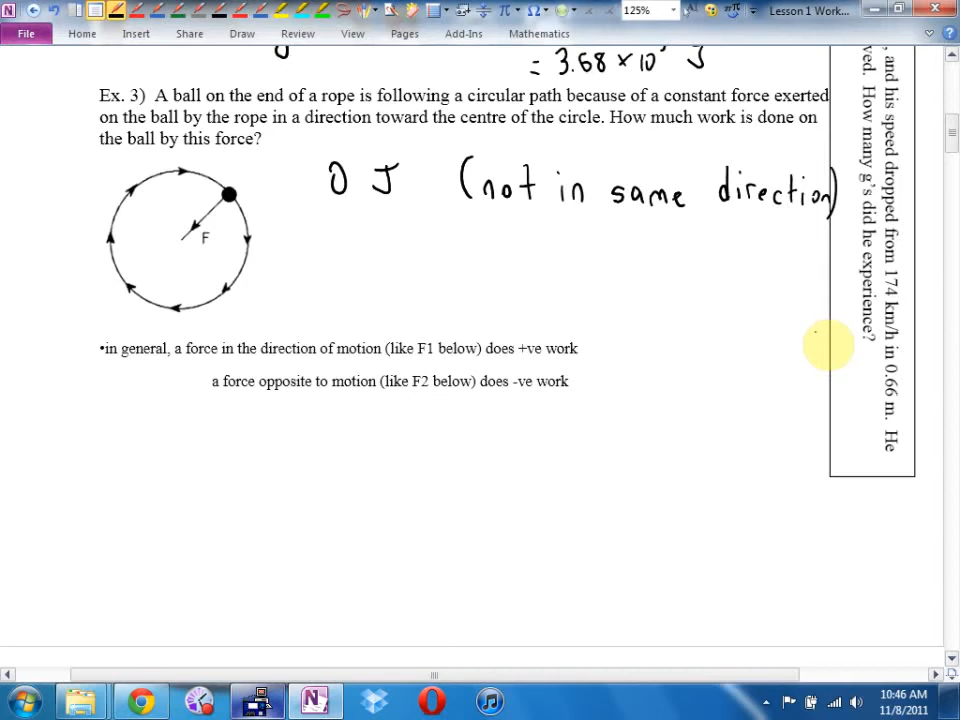 125%
Lesson 1 Work...
File Home Insert Share Draw Review View Pages Add-Ins Mathematics
= 3.68 × 10 J
Ex. 3) A ball on the end of a rope is following a circular path because of a constant force exerted
on the ball by the rope in a direction toward the centre of the circle. How much work is done on
the ball by this force?
0 J (not in same direction)
F
•in general, a force in the direction of motion (like F1 below) does +ve work
a force opposite to motion (like F2 below) does -ve work
, and his speed dropped from 174 km/h in 0.66 m. He
ved. How many g's did he experience?
10:46 AM
11/8/2011